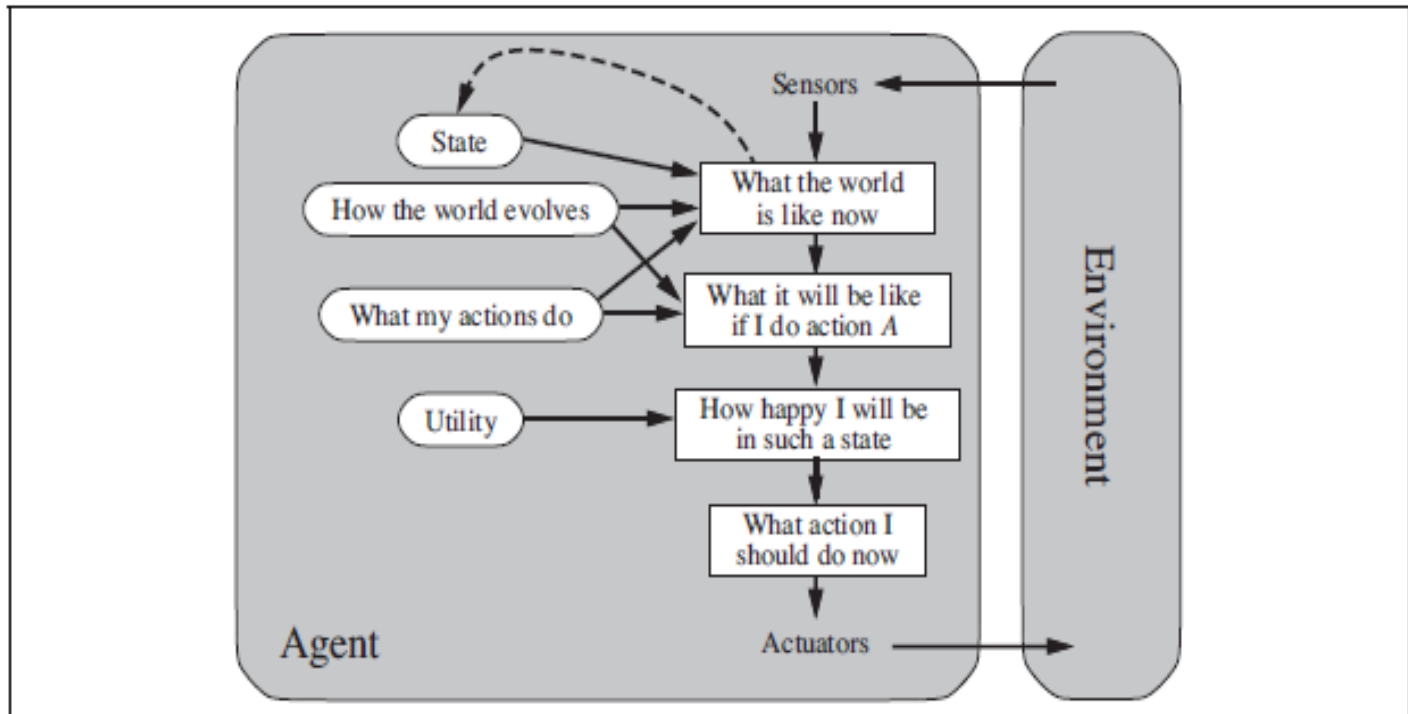 Sensors
State
What the world
is like now
How the world evolves
What it will be like
if I do action A
What my actions do
How happy I will be
in such a state
Utility
What action I
should do now
Agent
Actuators
Environment